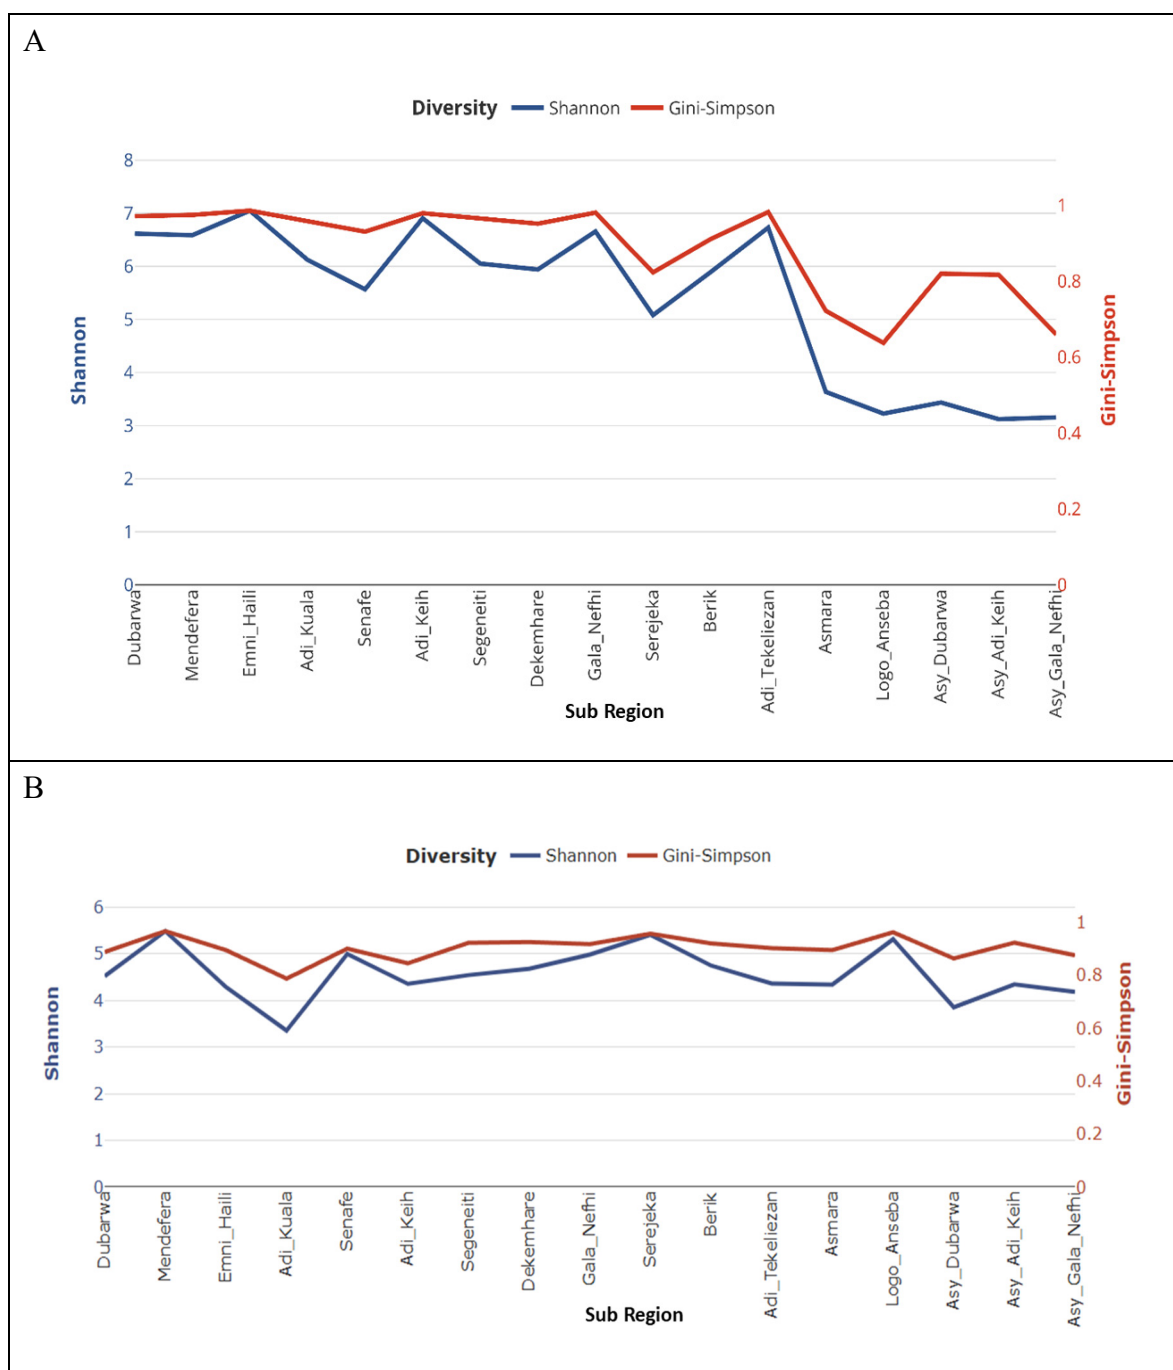 A
Diversity Shannon Gini-Simpson
8
7
6
5
4
3
2
1
0
Shannon
1
0.8
0.6
0.4
0.2
0
Gini-Simpson
Dubarwa
Mendefera
Emni_Haili
Adi_Kuala
Senafe
Adi_Keih
Segeneiti
Dekemhare
Gala_Nefhi
Serejeka
Berik
Adi_Tekeliezan
Asmara
Logo_Anseba
Asy_Dubarwa
Asy_Adi_Keih
Asy_Gala_Nefhi
Sub Region
B
Diversity Shannon Gini-Simpson
6
5
4
3
2
1
0
Shannon
1
0.8
0.6
0.4
0.2
0
Gini-Simpson
Dubarwa
Mendefera
Emni_Haili
Adi_Kuala
Senafe
Adi_Keih
Segeneiti
Dekemhare
Gala_Nefhi
Serejeka
Berik
Adi_Tekeliezan
Asmara
Logo_Anseba
Asy_Dubarwa
Asy_Adi_Keih
Asy_Gala_Nefhi
Sub Region